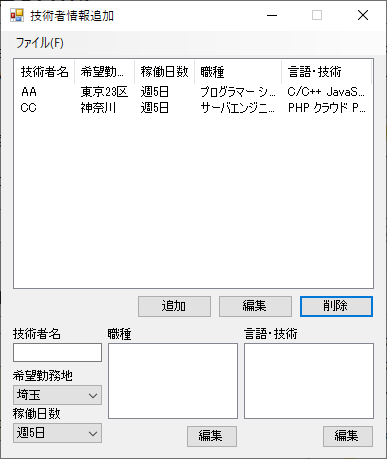 技術者情報追加
ファイル(F)
技術者名 希望勤... 稼働日数 職種 言語・技術
AA 東京23区 週5日 プログラマー シ... C/C++ JavaS...
CC 神奈川 週5日 サーバエンジニ... PHP クラウド P...
追加 編集 削除
技術者名 職種 言語・技術
希望勤務地
埼玉
稼働日数
週5日
編集 編集